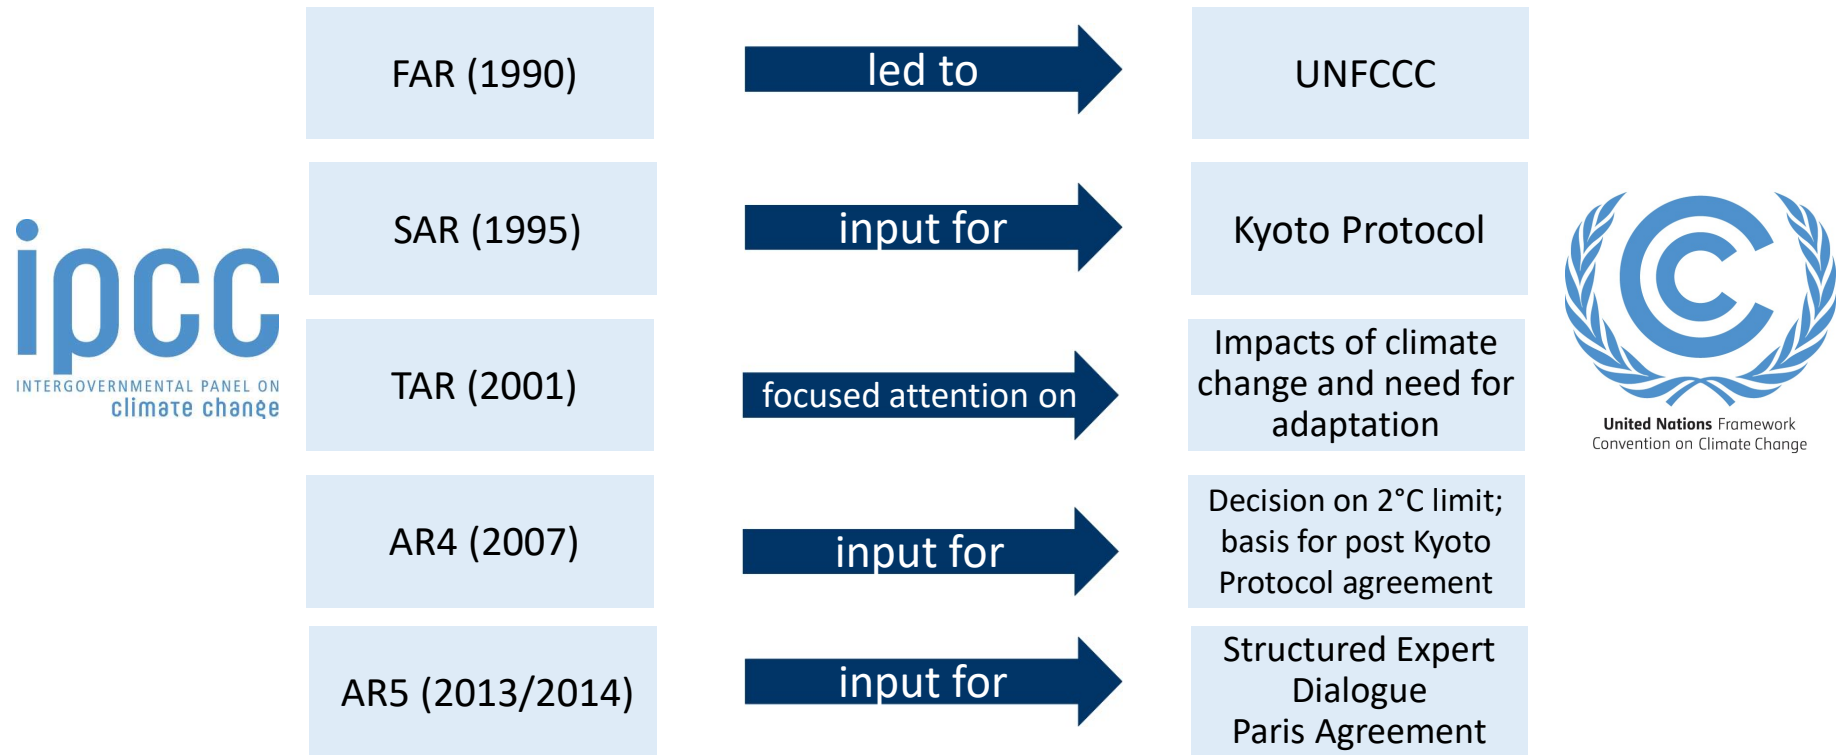 FAR (1990)
led to
UNFCCC
SAR (1995)
input for
Kyoto Protocol
ipcc
INTERGOVERNMENTAL PANEL ON
climate change
TAR (2001)
focused attention on
Impacts of climate
change and need for
adaptation
United Nations Framework
Convention on Climate Change
AR4 (2007)
input for
Decision on 2°C limit;
basis for post Kyoto
Protocol agreement
AR5 (2013/2014)
input for
Structured Expert
Dialogue
Paris Agreement